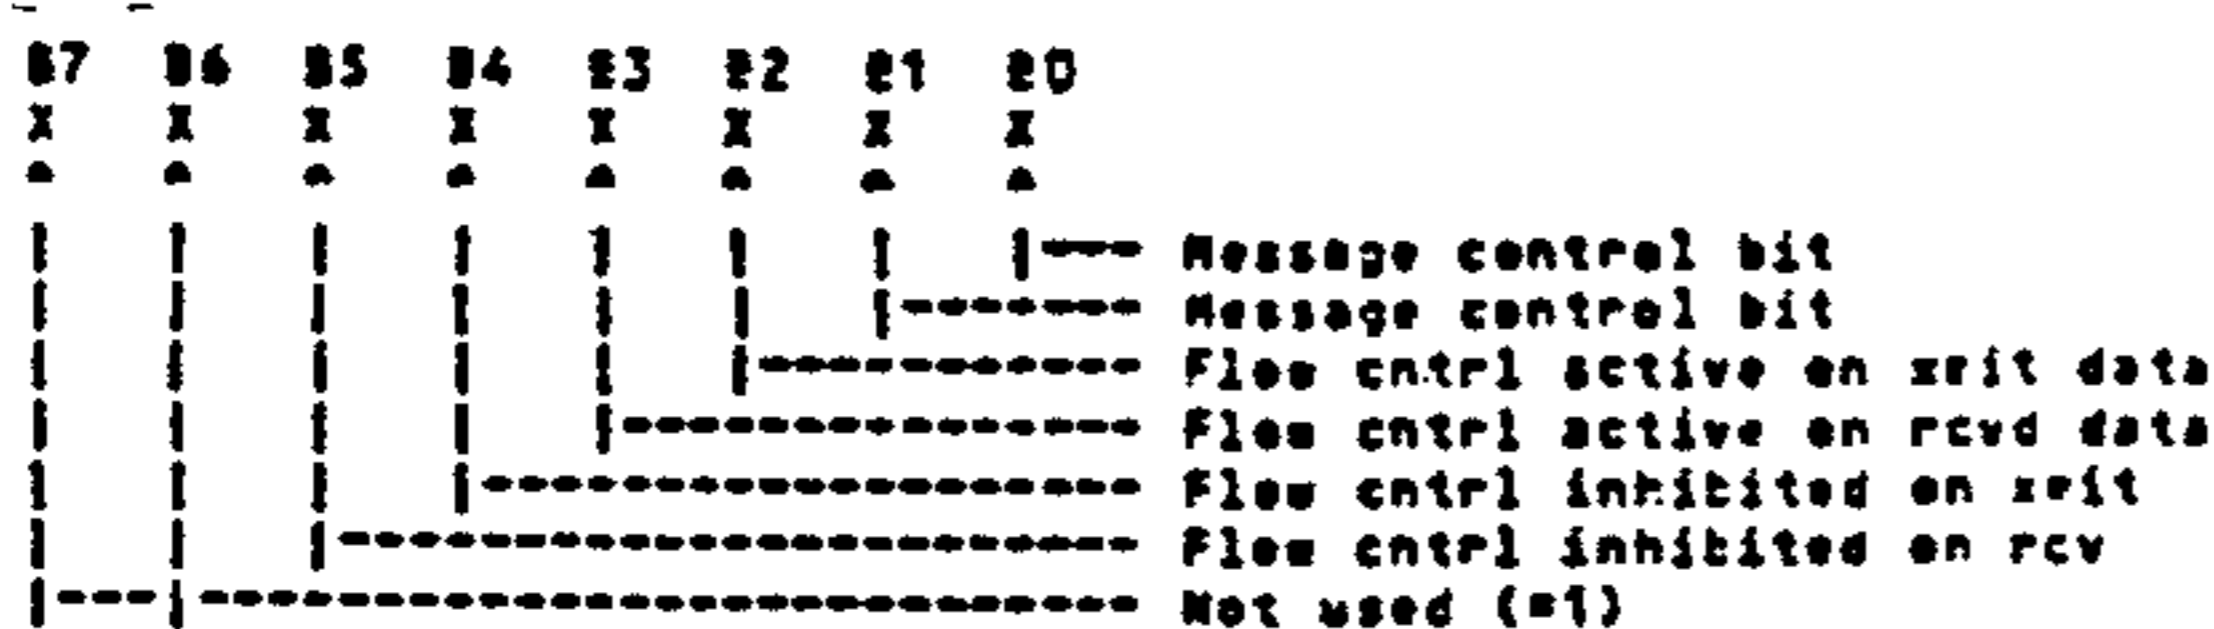 B7 B6 B5 B4 B3 B2 B1 B0
X X X X X X X X
^ ^ ^ ^ ^ ^ ^ ^
Message control bit
Message control bit
Flow cntrl active on xmit data
Flow cntrl active on rcvd data
Flow cntrl inhibited on xmit
Flow cntrl inhibited on rcv
Not used (=1)